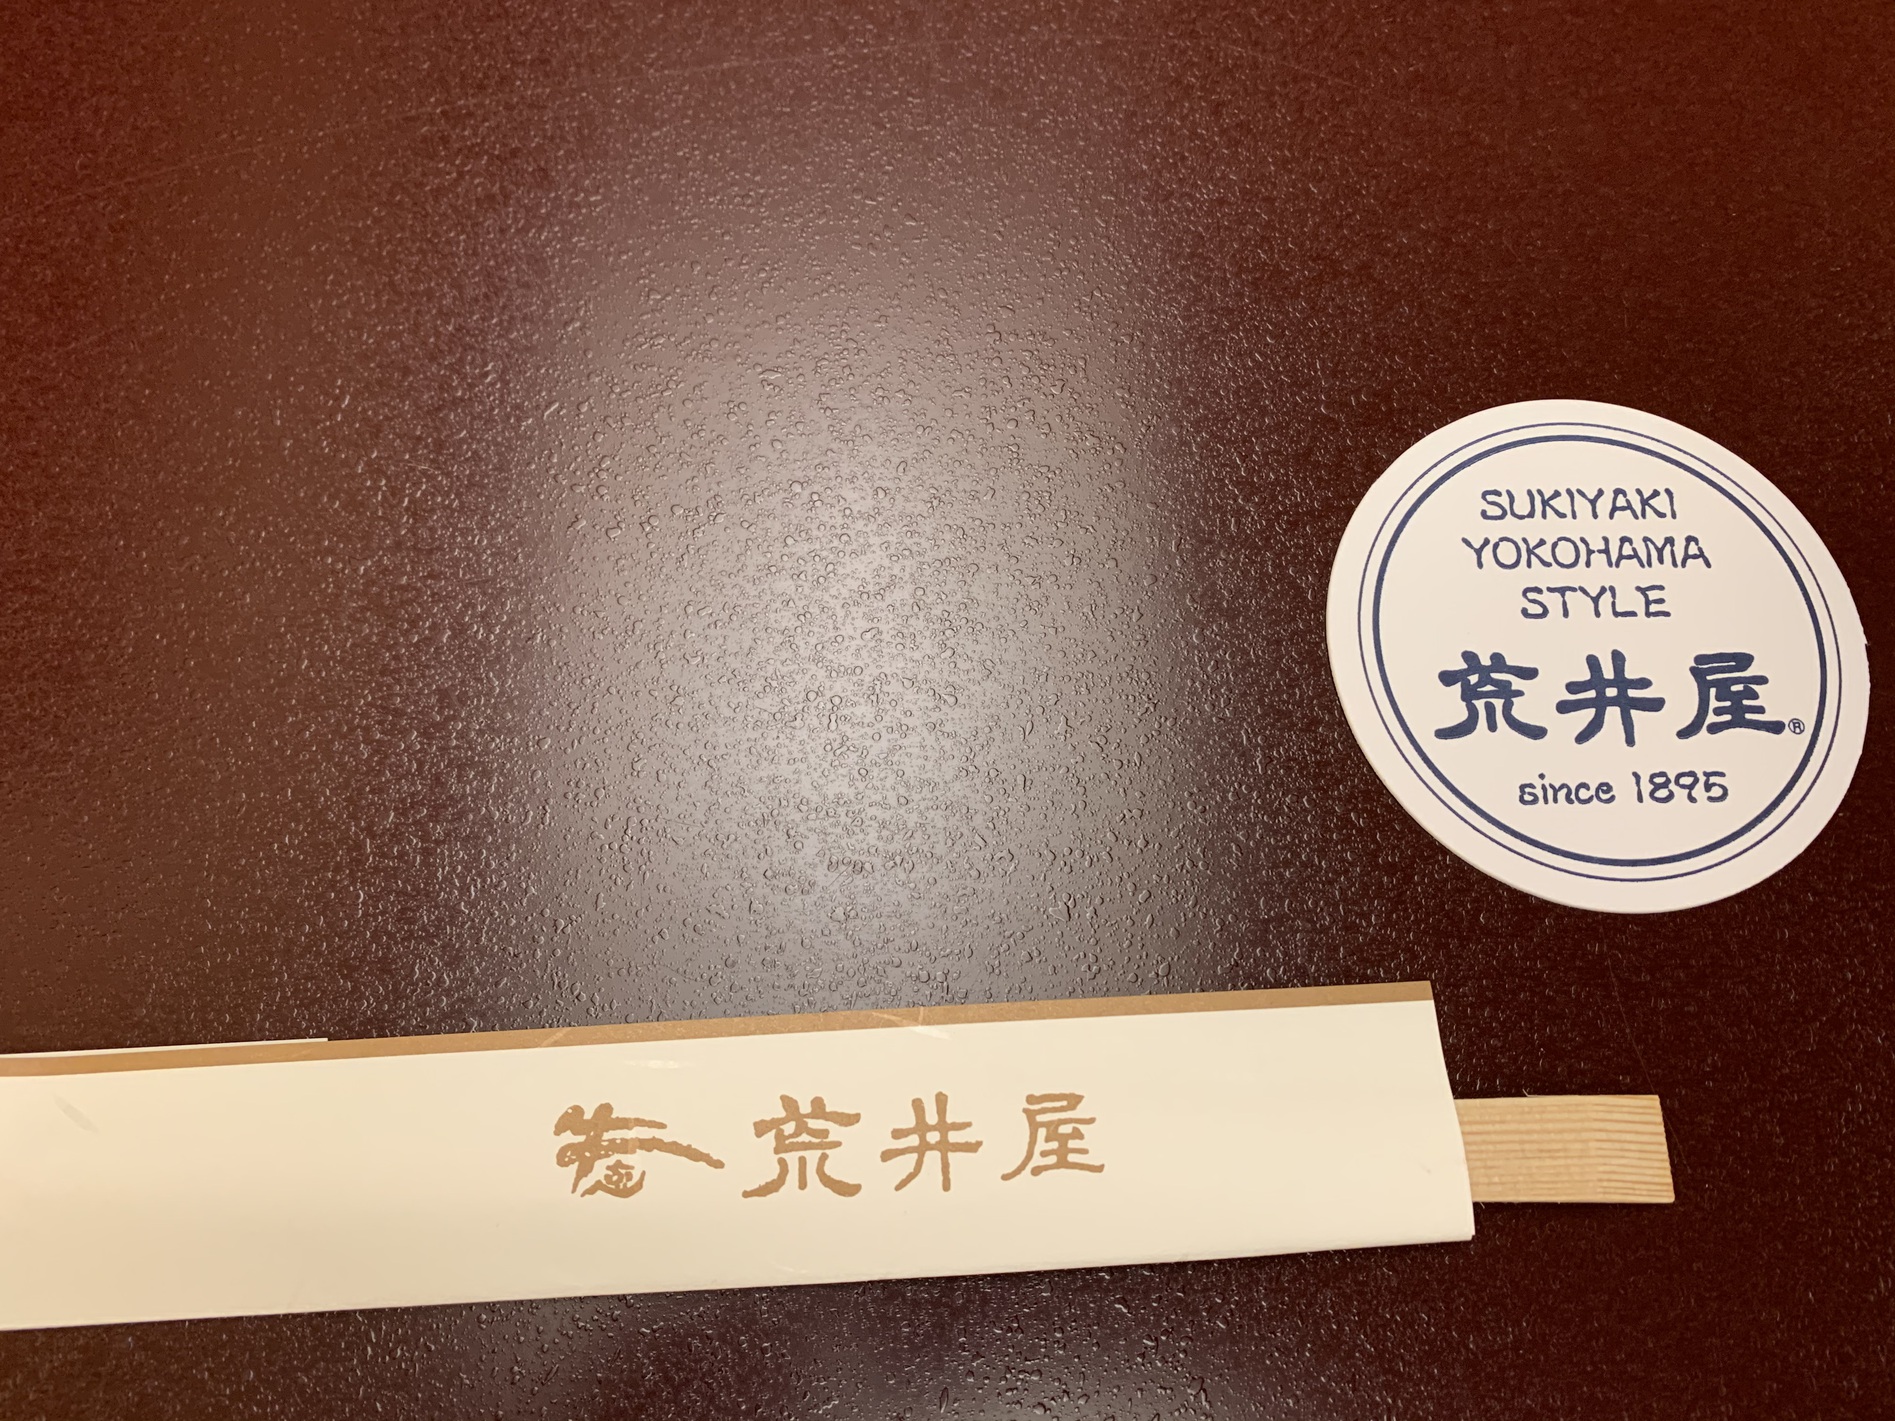 SUKIYAKI
YOKOHAMA
STYLE
荒井屋®
since 1895
荒井屋